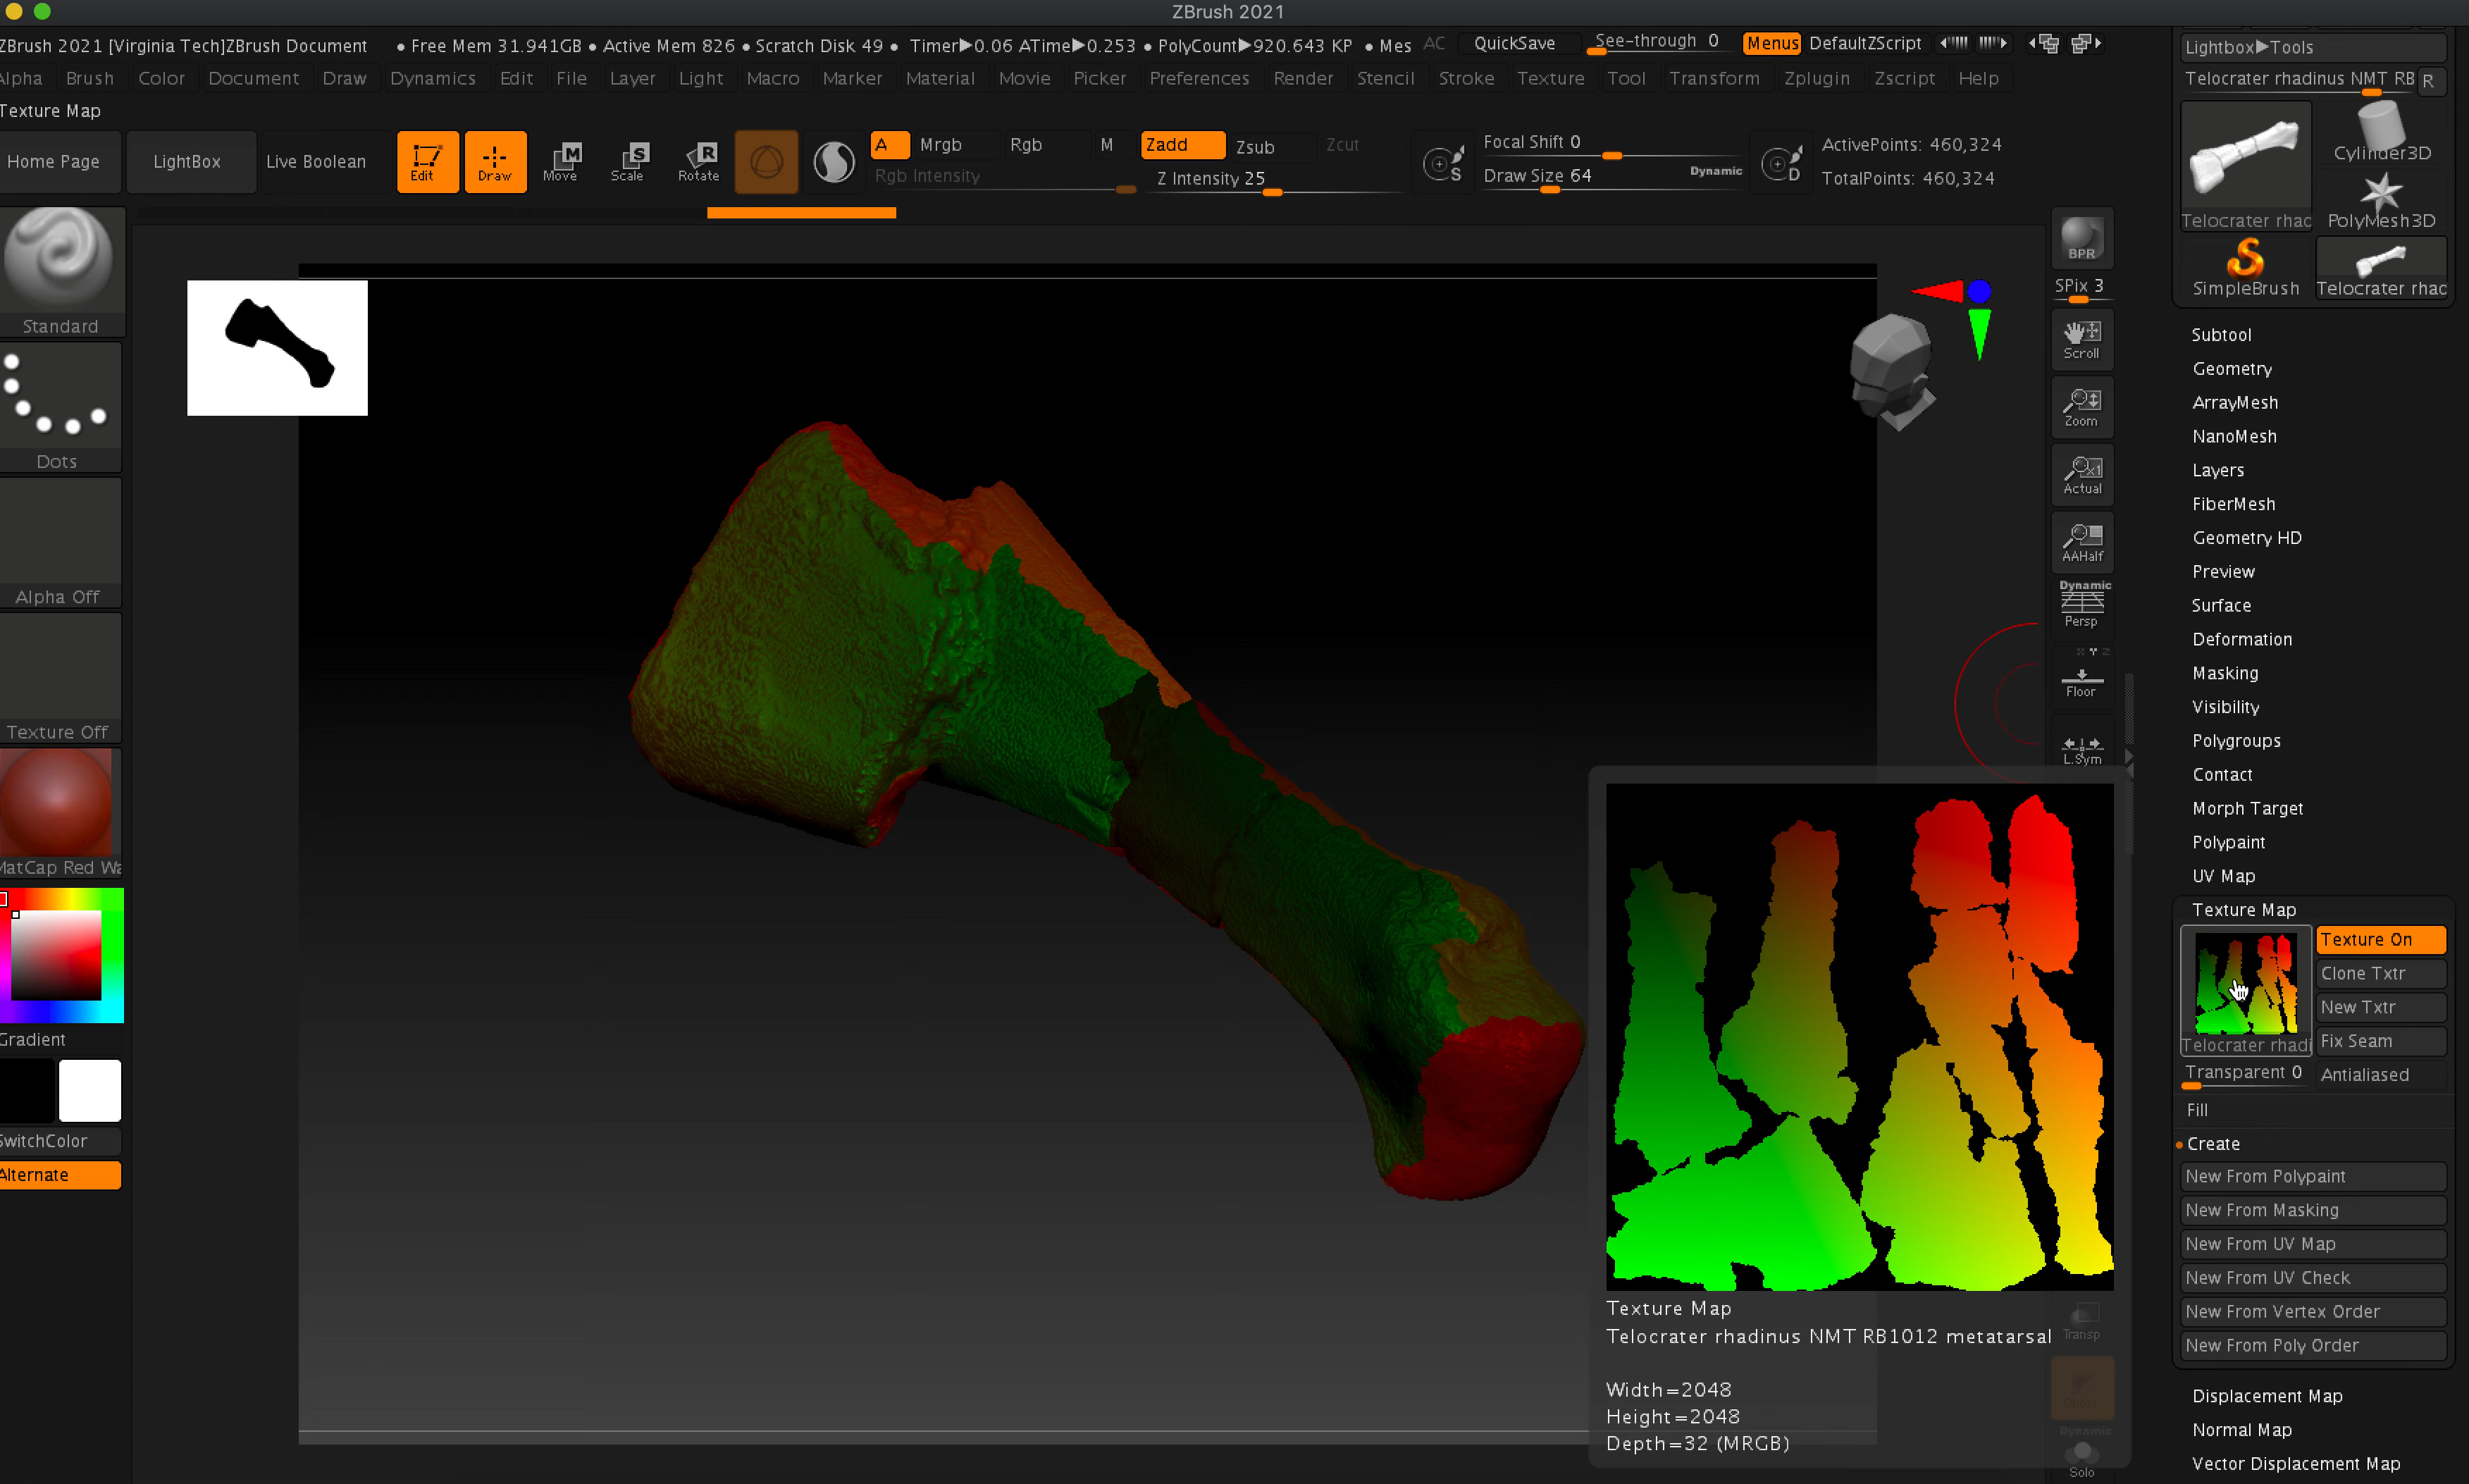 ZBrush 2021
ZBrush 2021 [Virginia Tech]ZBrush Document • Free Mem 31.941GB • Active Mem 826 • Scratch Disk 49 • Timer▶0.06 ATime▶0.253 • PolyCount▶920.643 KP • Mes AC QuickSave See-through 0 Menus DefaultZScript
Alpha Brush Color Document Draw Dynamics Edit File Layer Light Macro Marker Material Movie Picker Preferences Render Stencil Stroke Texture Tool Transform Zplugin Zscript Help
Texture Map
Home Page LightBox Live Boolean Edit Draw Move Scale Rotate A Mrgb Rgb M Zadd Zsub Zcut Focal Shift 0 ActivePoints: 460,324
Rgb Intensity Z Intensity 25 Draw Size 64 Dynamic TotalPoints: 460,324
M
S
R
S
D
Standard
Dots
Alpha Off
Texture Off
MatCap Red Wa
Gradient
SwitchColor
Alternate
BPR
SPix 3
Scroll
Zoom
Actual
AAHalf
Dynamic
Persp
Floor
L.Sym
Texture Map
Telocrater rhadinus NMT RB1012 metatarsal
Width=2048
Height=2048
Depth=32 (MRGB)
Transp
Dynamic
Solo
Lightbox▶Tools
Telocrater rhadinus NMT RB R
Telocrater rhad
Cylinder3D
PolyMesh3D
SimpleBrush
Telocrater rhad
Subtool
Geometry
ArrayMesh
NanoMesh
Layers
FiberMesh
Geometry HD
Preview
Surface
Deformation
Masking
Visibility
Polygroups
Contact
Morph Target
Polypaint
UV Map
Texture Map
Texture On
Clone Txtr
New Txtr
Telocrater rhadi
Fix Seam
Transparent 0
Antialiased
Fill
Create
New From Polypaint
New From Masking
New From UV Map
New From UV Check
New From Vertex Order
New From Poly Order
Displacement Map
Normal Map
Vector Displacement Map